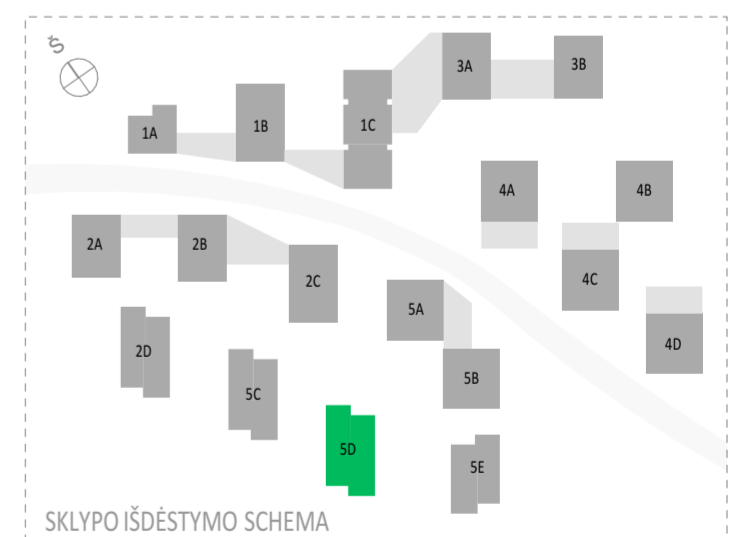 Š
3A
3B
1A
1B
1C
4A
4B
2A
2B
2C
4C
5A
4D
2D
5B
5C
5D
5E
SKLYPO IŠDĖSTYMO SCHEMA